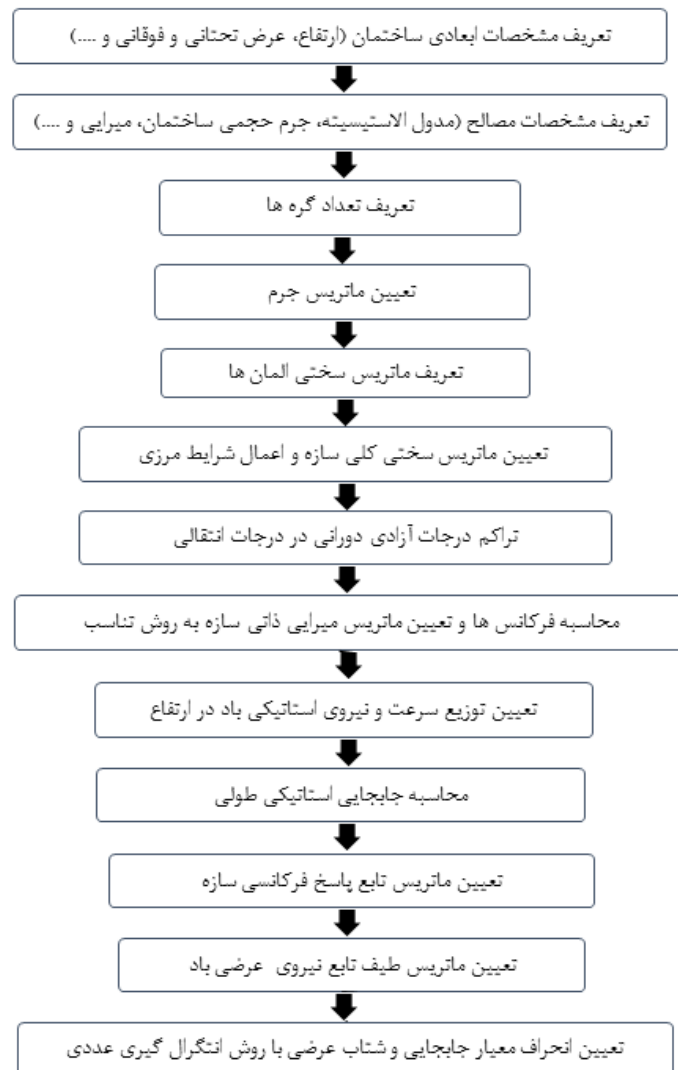 تعریف مشخصات ابعادی ساختمان (ارتفاع، عرض تحتانی و فوقانی و ....)
تعریف مشخصات مصالح (مدول الاستیسیته، جرم حجمی ساختمان، میرایی و ....)
تعریف تعداد گره ها
تعیین ماتریس جرم
تعریف ماتریس سختی المان ها
تعیین ماتریس سختی کلی سازه و اعمال شرایط مرزی
تراکم درجات آزادی دورانی در درجات انتقالی
محاسبه فرکانس ها و تعیین ماتریس میرایی ذاتی سازه به روش تناسب
تعیین توزیع سرعت و نیروی استاتیکی باد در ارتفاع
محاسبه جابجایی استاتیکی طولی
تعیین ماتریس تابع پاسخ فرکانسی سازه
تعیین ماتریس طیف تابع نیروی عرضی باد
تعیین انحراف معیار جابجایی و شتاب عرضی با روش انتگرال گیری عددی